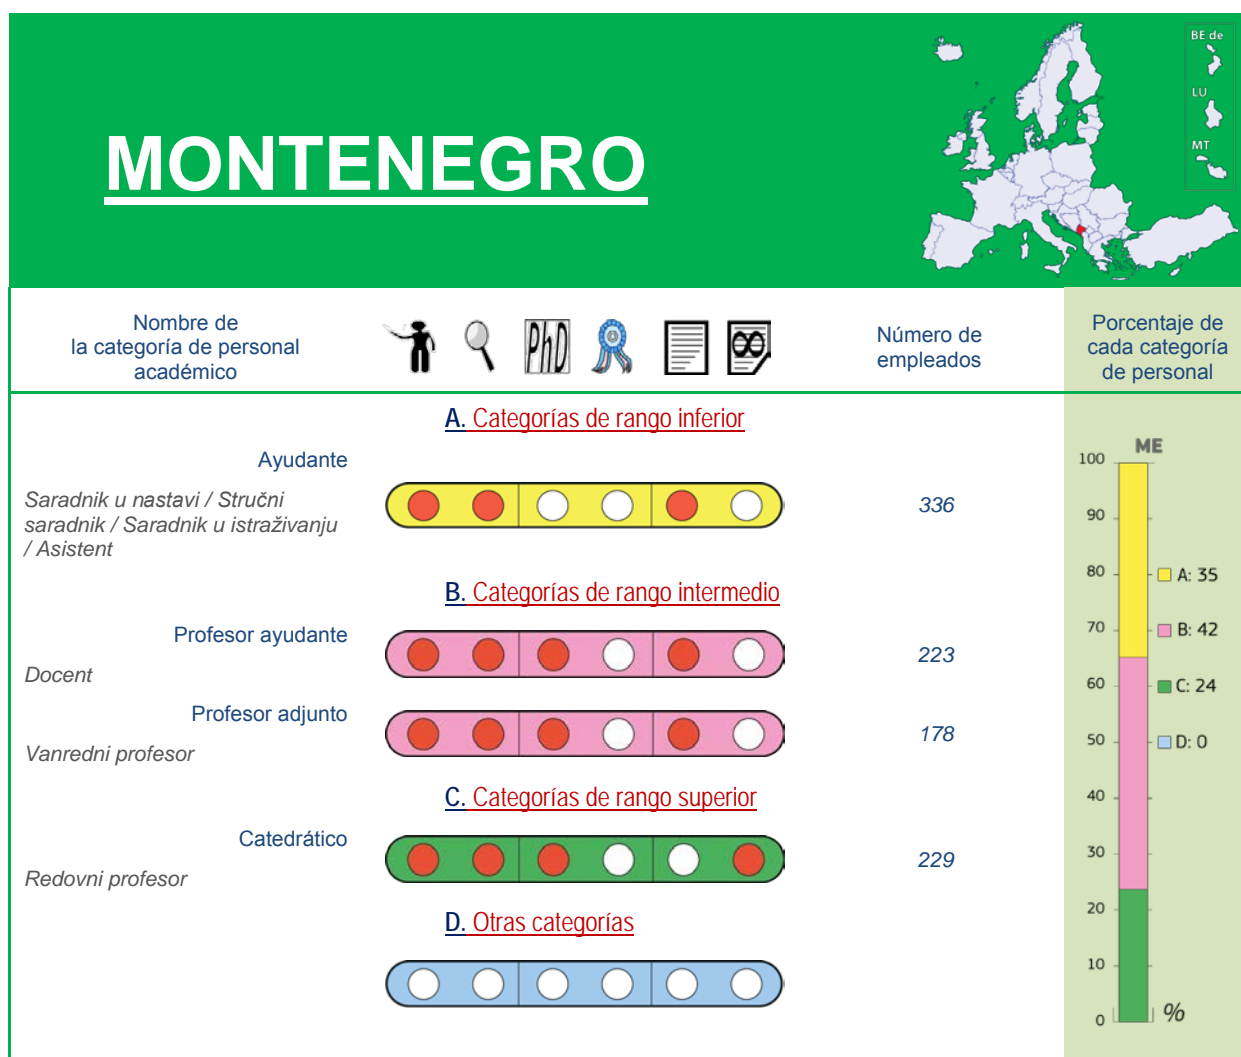 MONTENEGRO
BE de
LU
MT
Nombre de
la categoría de personal
académico
PhD
Número de
empleados
Porcentaje de
cada categoría
de personal
A. Categorías de rango inferior
Ayudante
Saradnik u nastavi / Stručni
saradnik / Saradnik u istraživanju
/ Asistent
336
B. Categorías de rango intermedio
Profesor ayudante
Docent
223
Profesor adjunto
Vanredni profesor
178
C. Categorías de rango superior
Catedrático
Redovni profesor
229
D. Otras categorías
ME
100
90
80
70
60
50
40
30
20
10
0
%
A: 35
B: 42
C: 24
D: 0